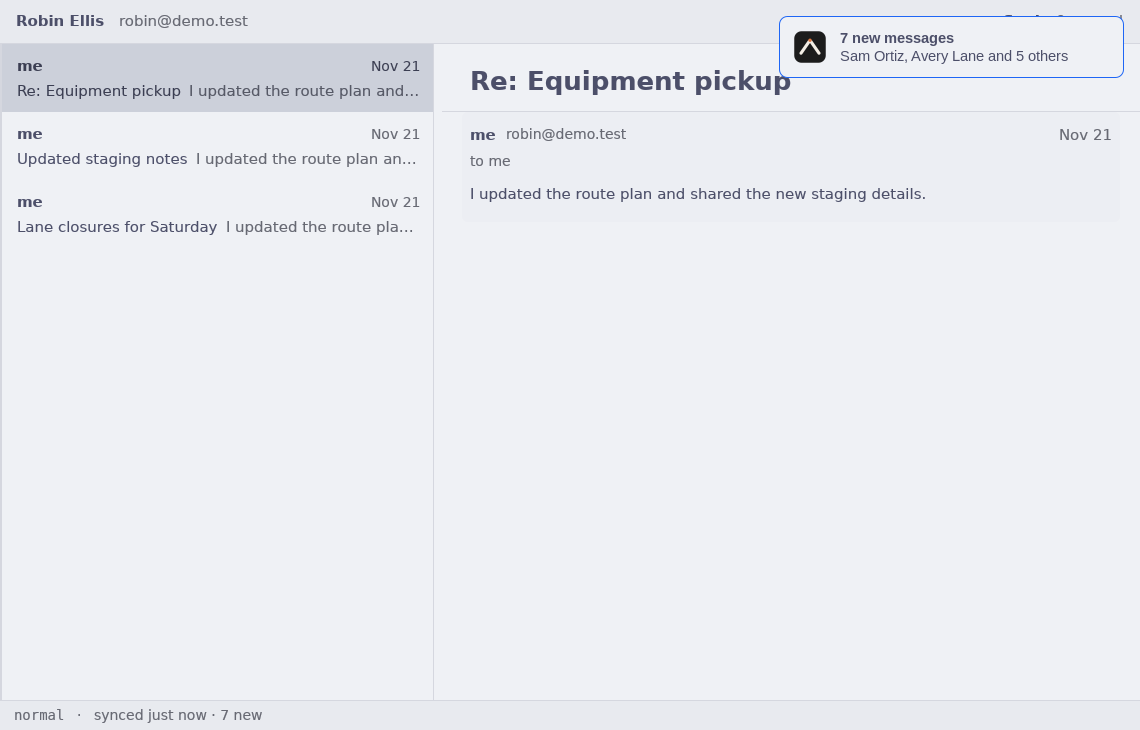 Robin Ellis robin@demo.test
7 new messages
Sam Ortiz, Avery Lane and 5 others
me Nov 21
Re: Equipment pickup I updated the route plan and…
me Nov 21
Updated staging notes I updated the route plan an…
me Nov 21
Lane closures for Saturday I updated the route pla…
Re: Equipment pickup
me robin@demo.test Nov 21
to me
I updated the route plan and shared the new staging details.
normal · synced just now · 7 new